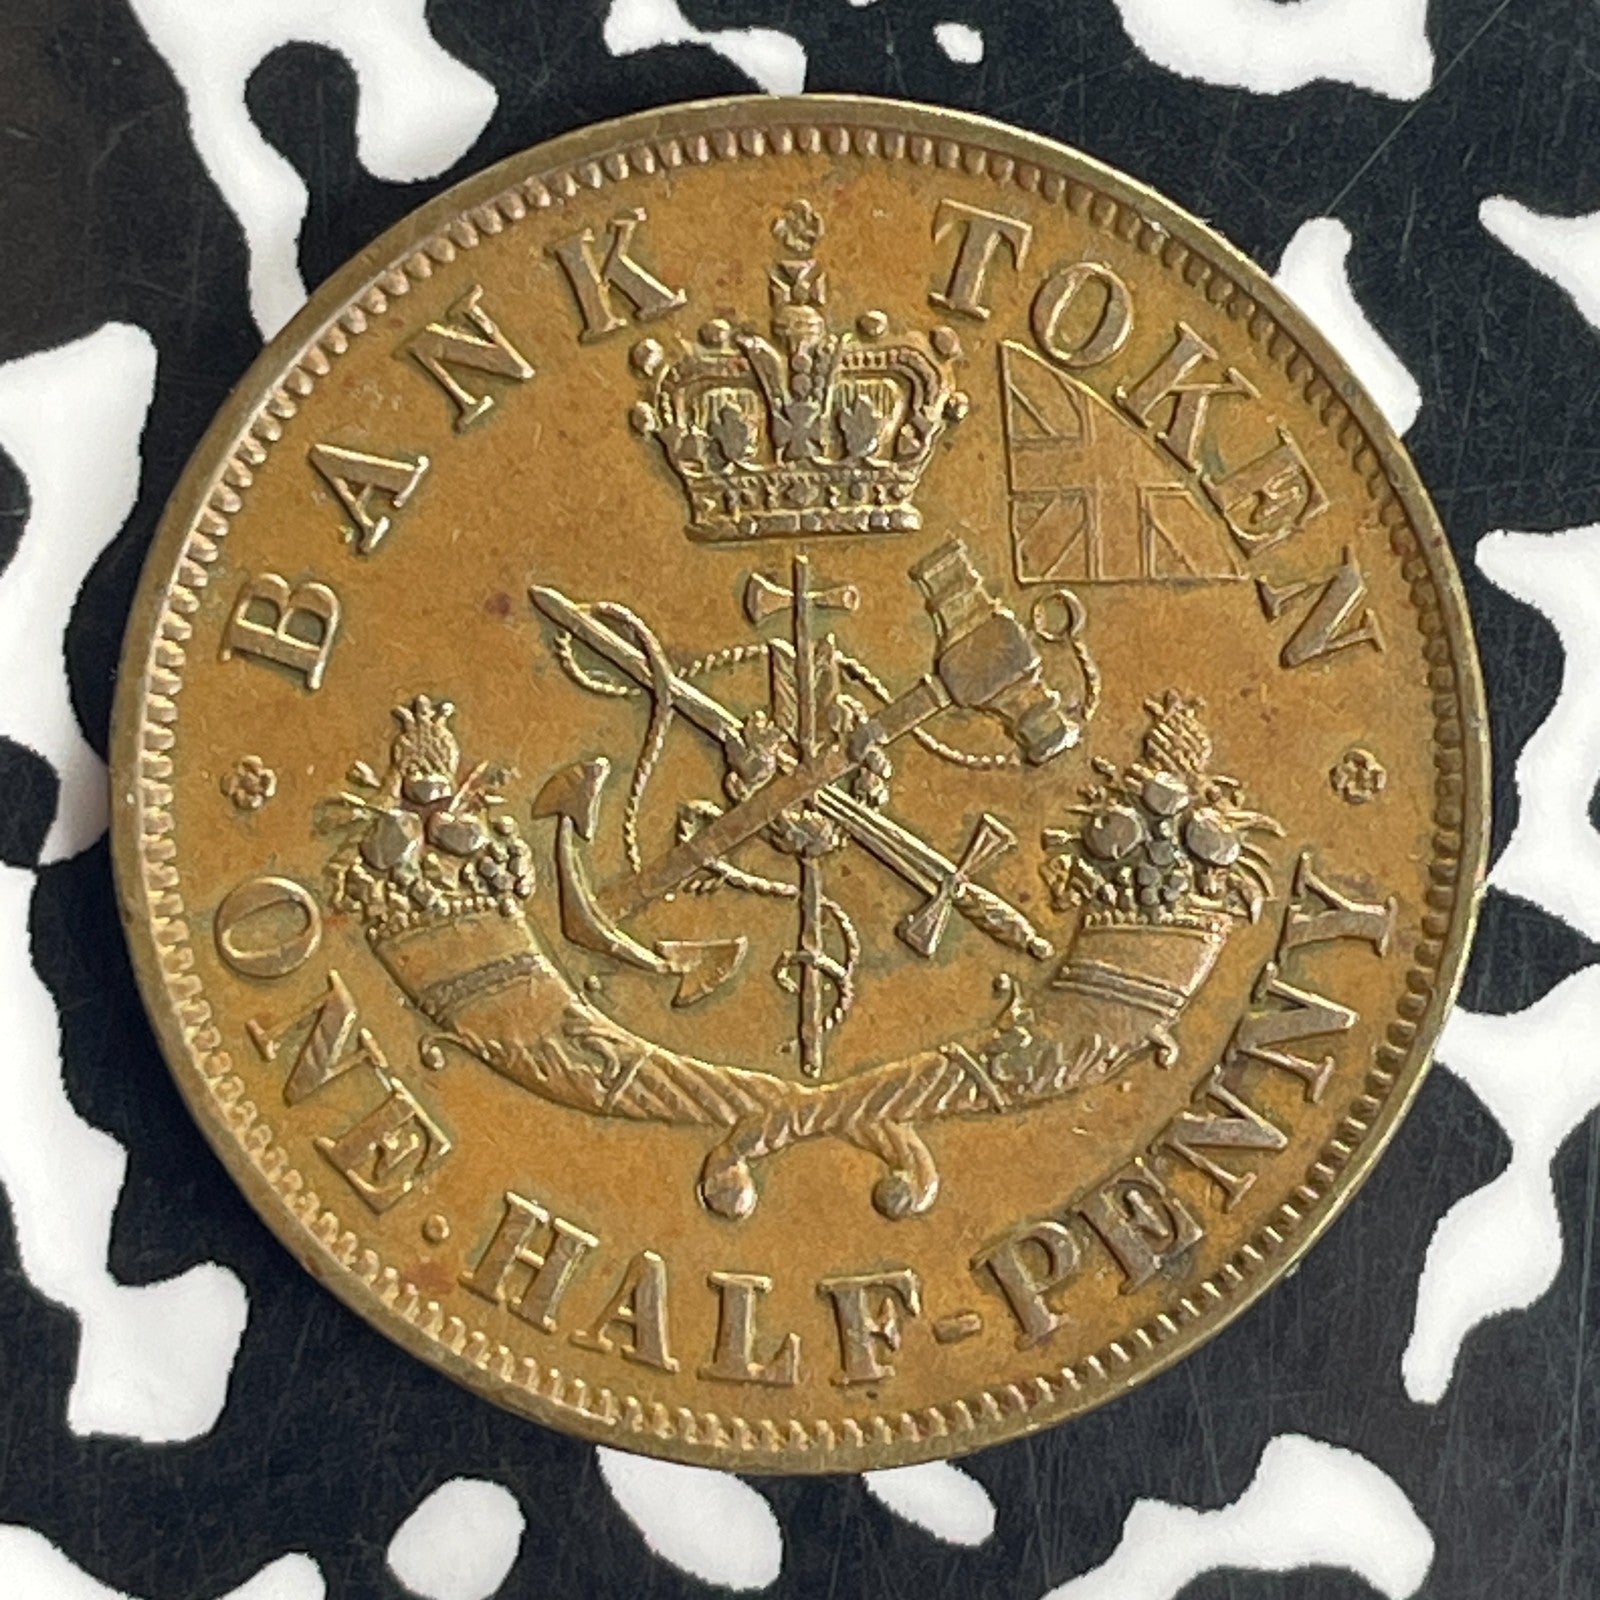 BANK TOKEN
ONE · HALF-PENNY